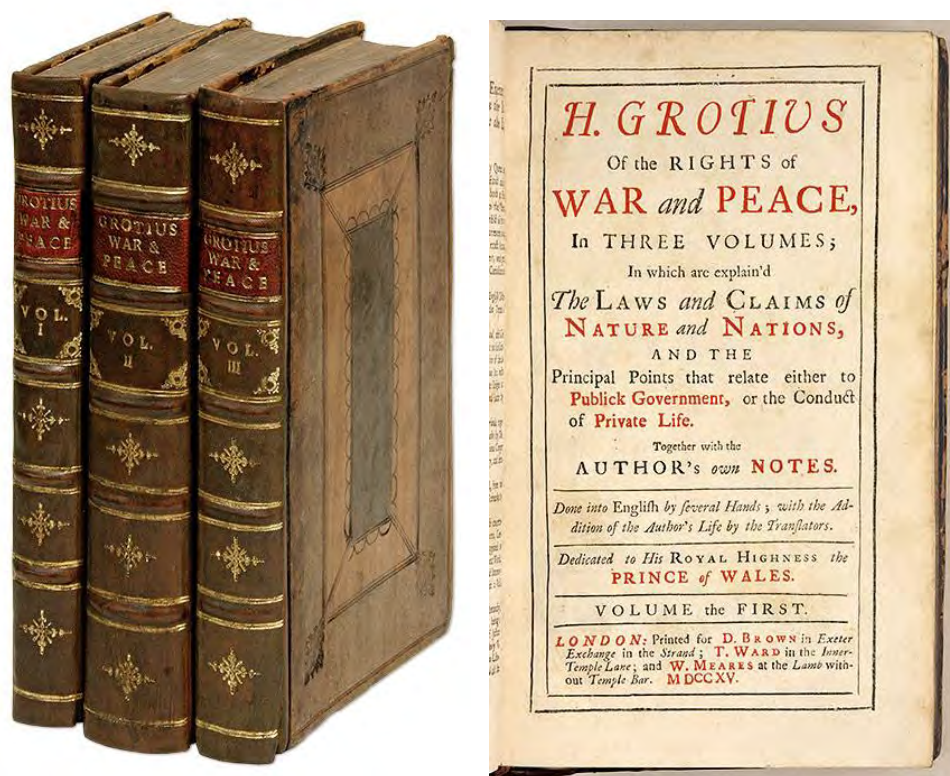 GROTIUS
WAR &
PEACE
VOL.
I
GROTIUS
WAR &
PEACE
VOL.
II
GROTIUS
WAR &
PEACE
VOL.
III
H. GROTIUS
Of the RIGHTS of
WAR and PEACE,
In THREE VOLUMES;
In which are explain'd
The LAWS and CLAIMS of
NATURE and NATIONS,
AND THE
Principal Points that relate either to
Publick Government, or the Conduct
of Private Life.
Together with the
AUTHOR's own NOTES.
Done into Engliſh by ſeveral Hands; with the Ad-
dition of the Author's Life by the Tranſlators.
Dedicated to His ROYAL HIGHNESS the
PRINCE of WALES.
VOLUME the FIRST.
LONDON: Printed for D. BROWN in Exeter
Exchange in the Strand; T. WARD in the Inner-
Temple Lane; and W. MEARES at the Lamb with-
out Temple Bar. MDCCXV.